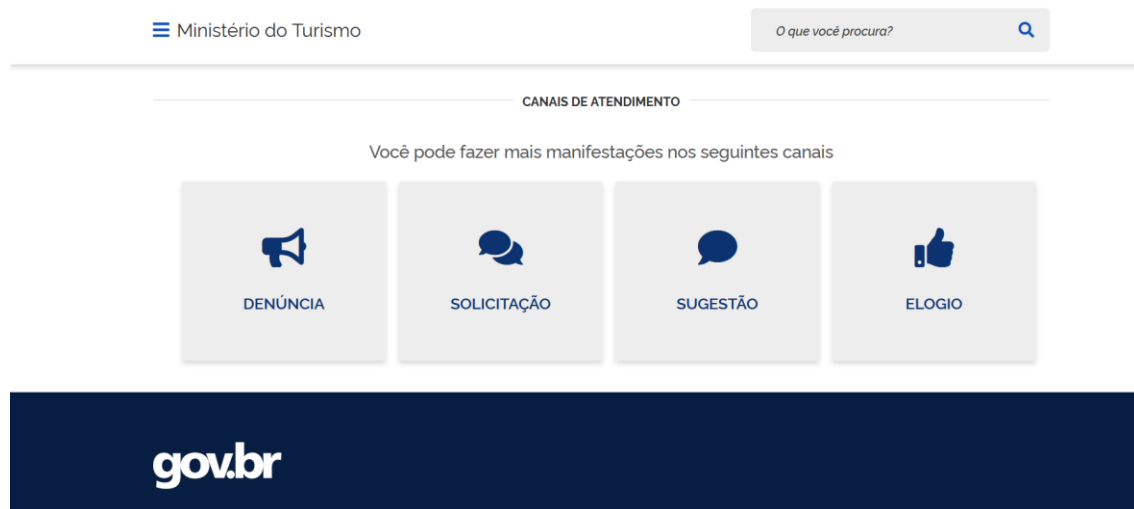 Ministério do Turismo
O que você procura?
CANAIS DE ATENDIMENTO
Você pode fazer mais manifestações nos seguintes canais
DENÚNCIA
SOLICITAÇÃO
SUGESTÃO
ELOGIO
gov.br